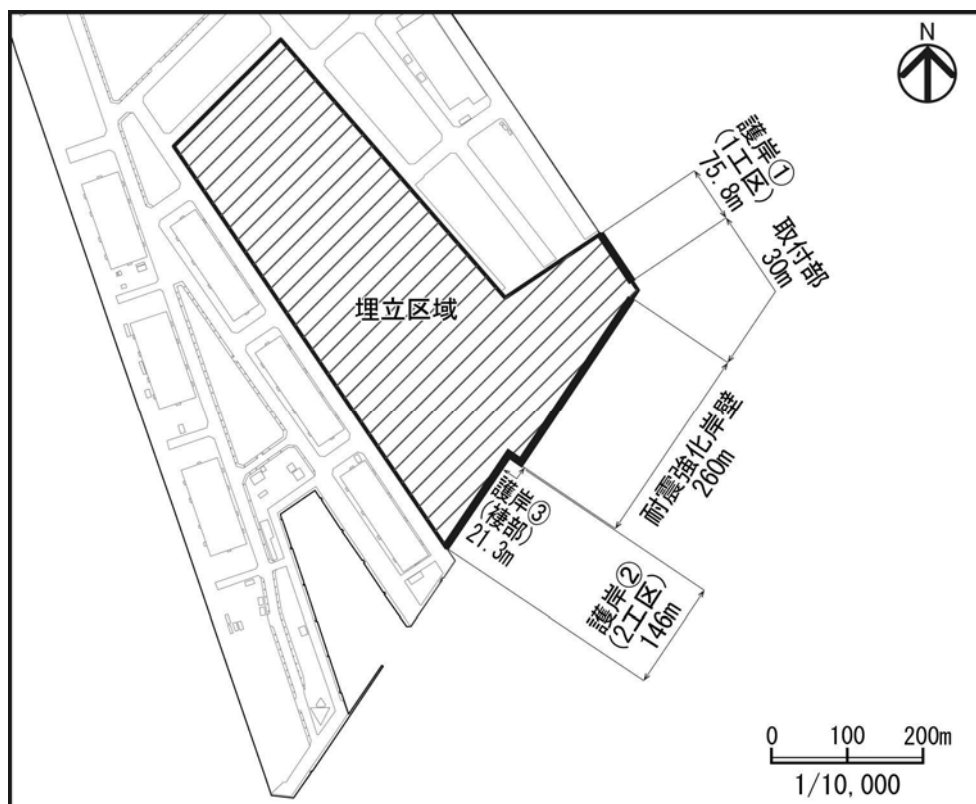 N
護岸①
(1工区)
75.8m
取付部
30m
埋立区域
耐震強化岸壁
260m
護岸③
(褄部)
21.3m
護岸②
(2工区)
146m
0 100 200m
1/10,000